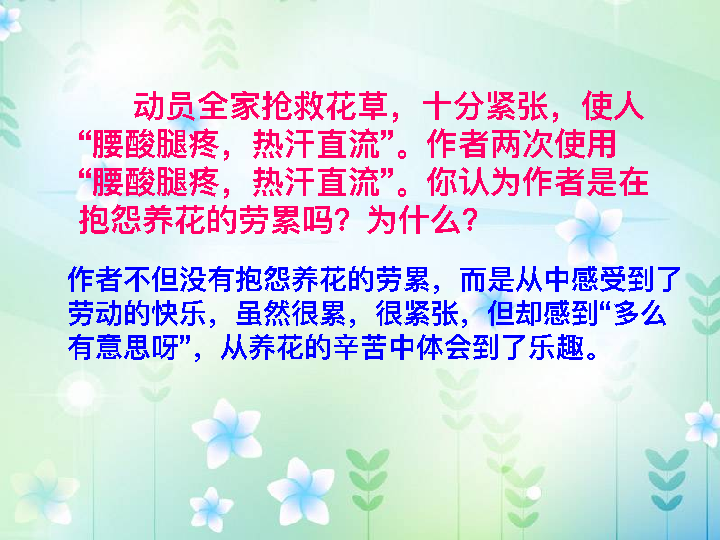 动员全家抢救花草，十分紧张，使人
“腰酸腿疼，热汗直流”。作者两次使用
“腰酸腿疼，热汗直流”。你认为作者是在
抱怨养花的劳累吗？为什么？
作者不但没有抱怨养花的劳累，而是从中感受到了
劳动的快乐，虽然很累，很紧张，但却感到“多么
有意思呀”，从养花的辛苦中体会到了乐趣。